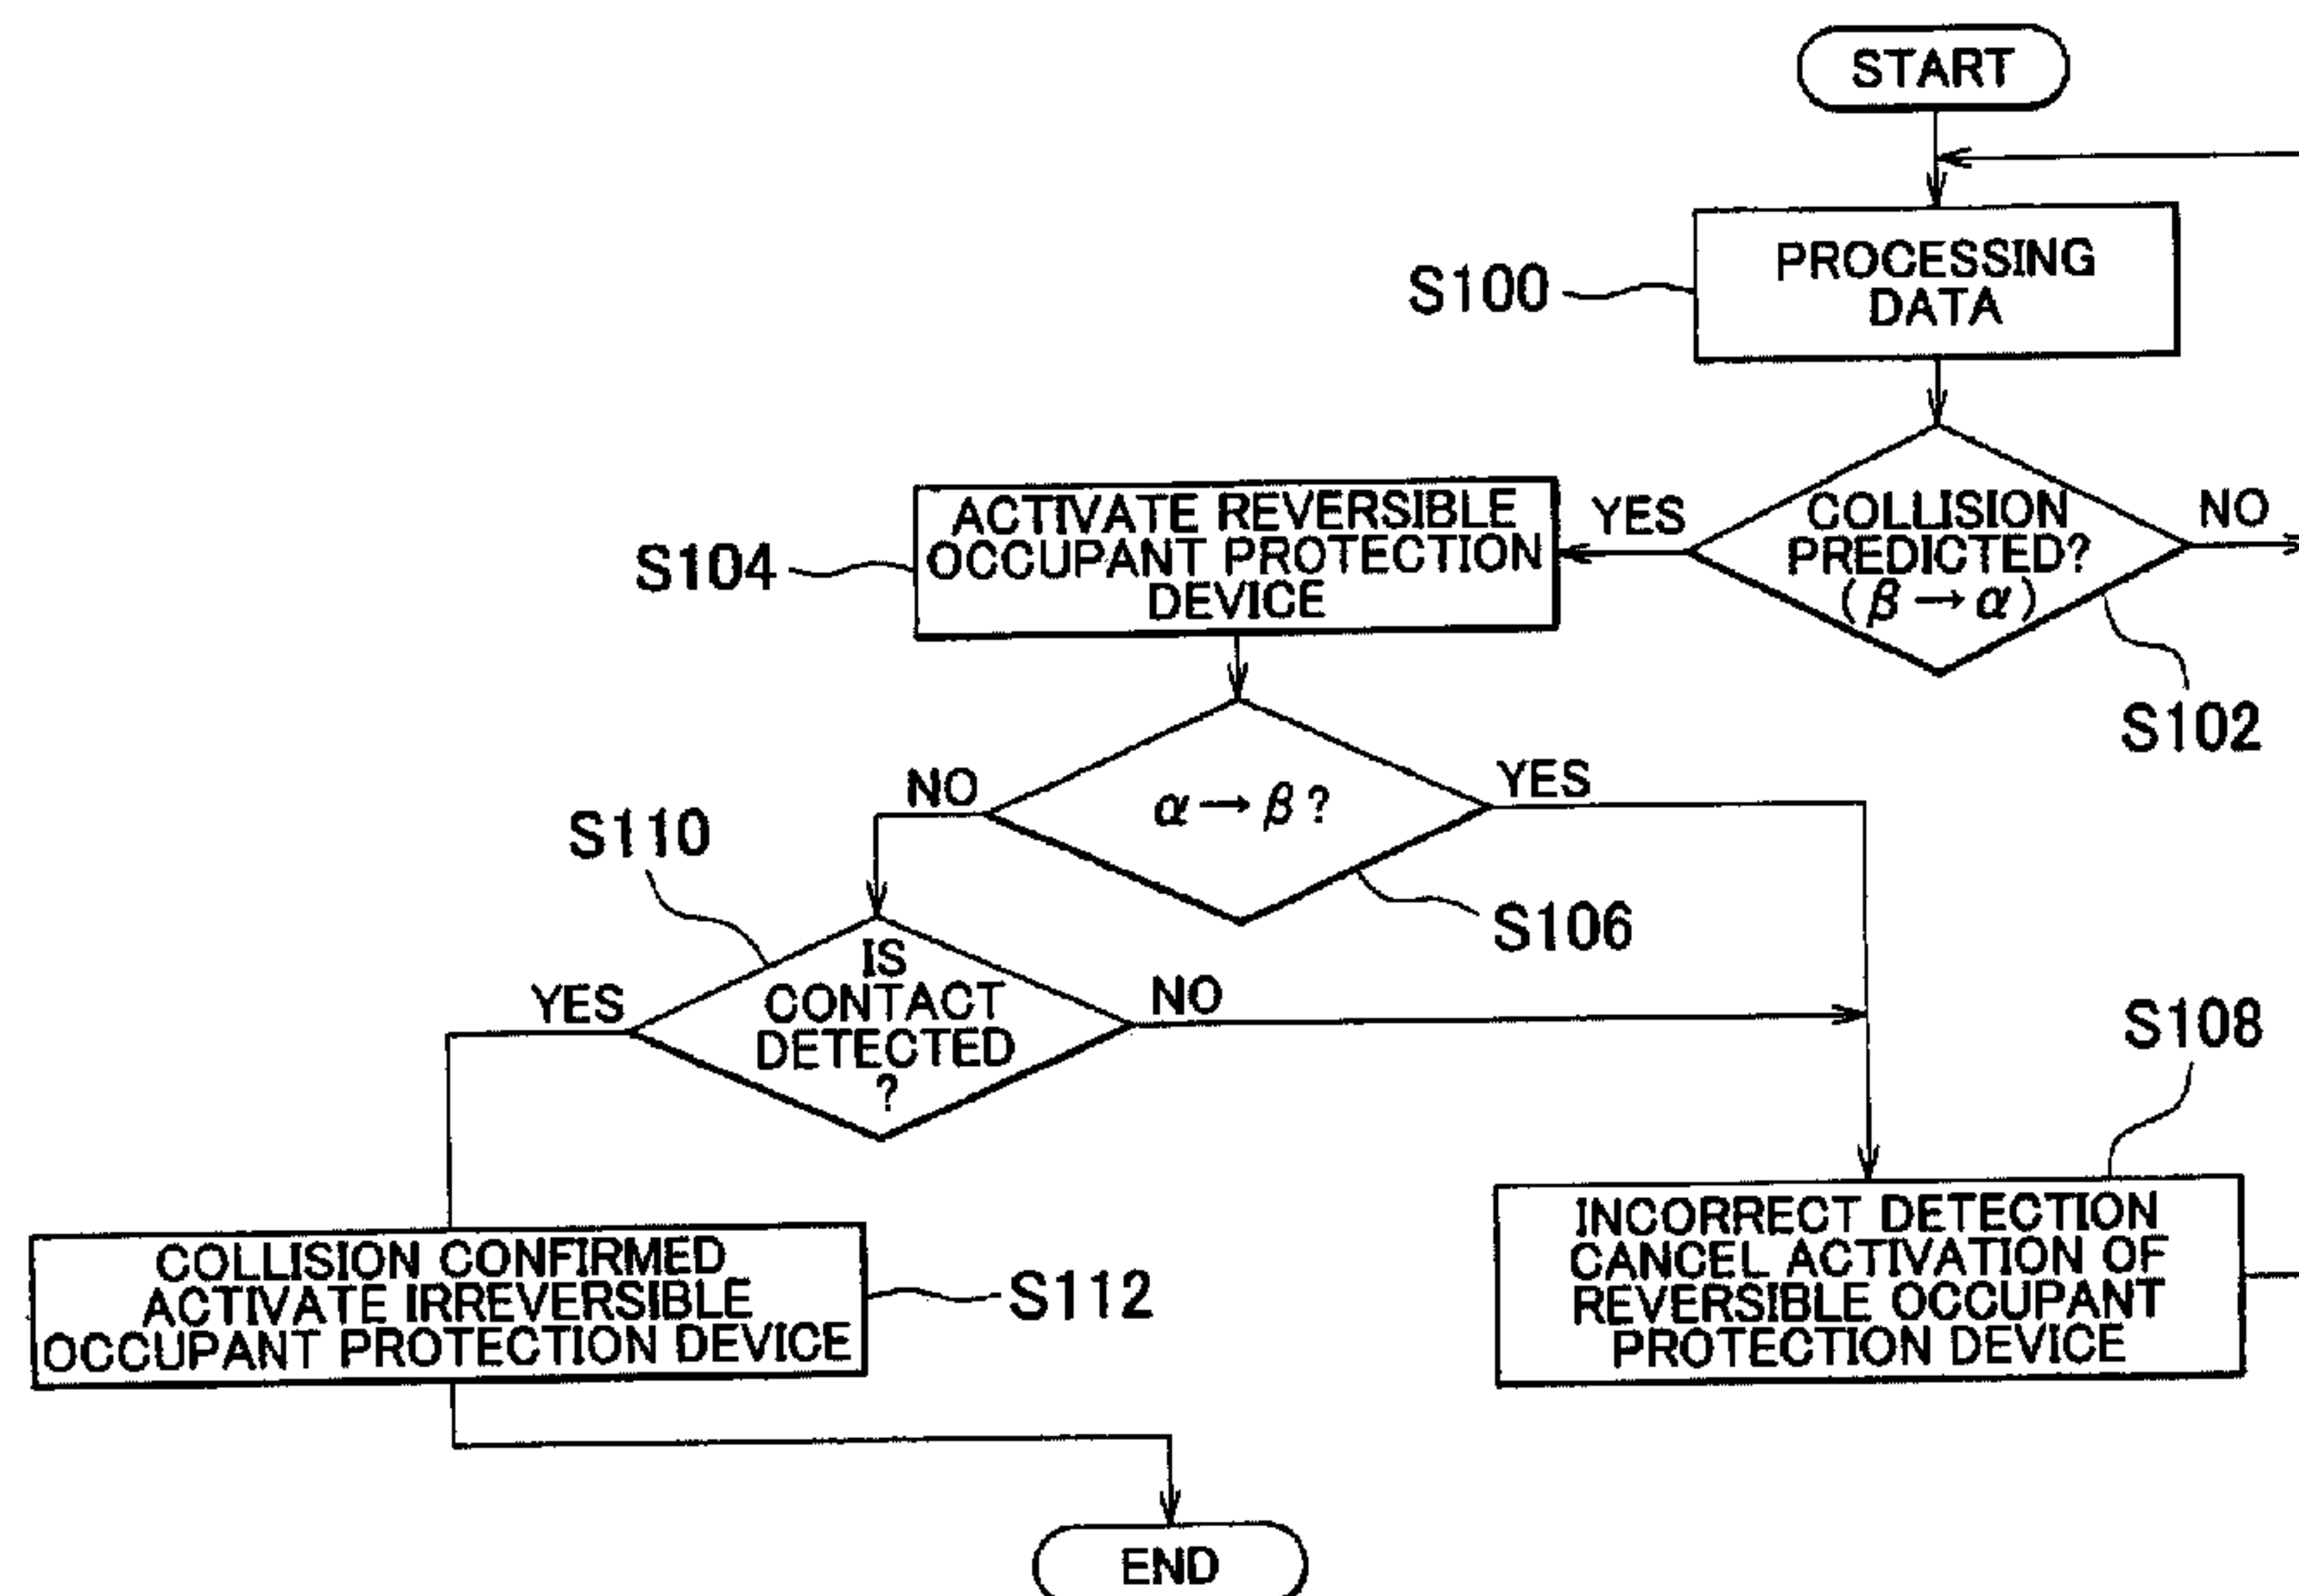 START
PROCESSING
DATA
S100
COLLISION
PREDICTED?
(β→α)
YES
NO
S102
ACTIVATE REVERSIBLE
OCCUPANT PROTECTION
DEVICE
S104
α→β?
NO
YES
S106
S110
IS
CONTACT
DETECTED
?
YES
NO
S108
INCORRECT DETECTION
CANCEL ACTIVATION OF
REVERSIBLE OCCUPANT
PROTECTION DEVICE
COLLISION CONFIRMED
ACTIVATE IRREVERSIBLE
OCCUPANT PROTECTION DEVICE
S112
END